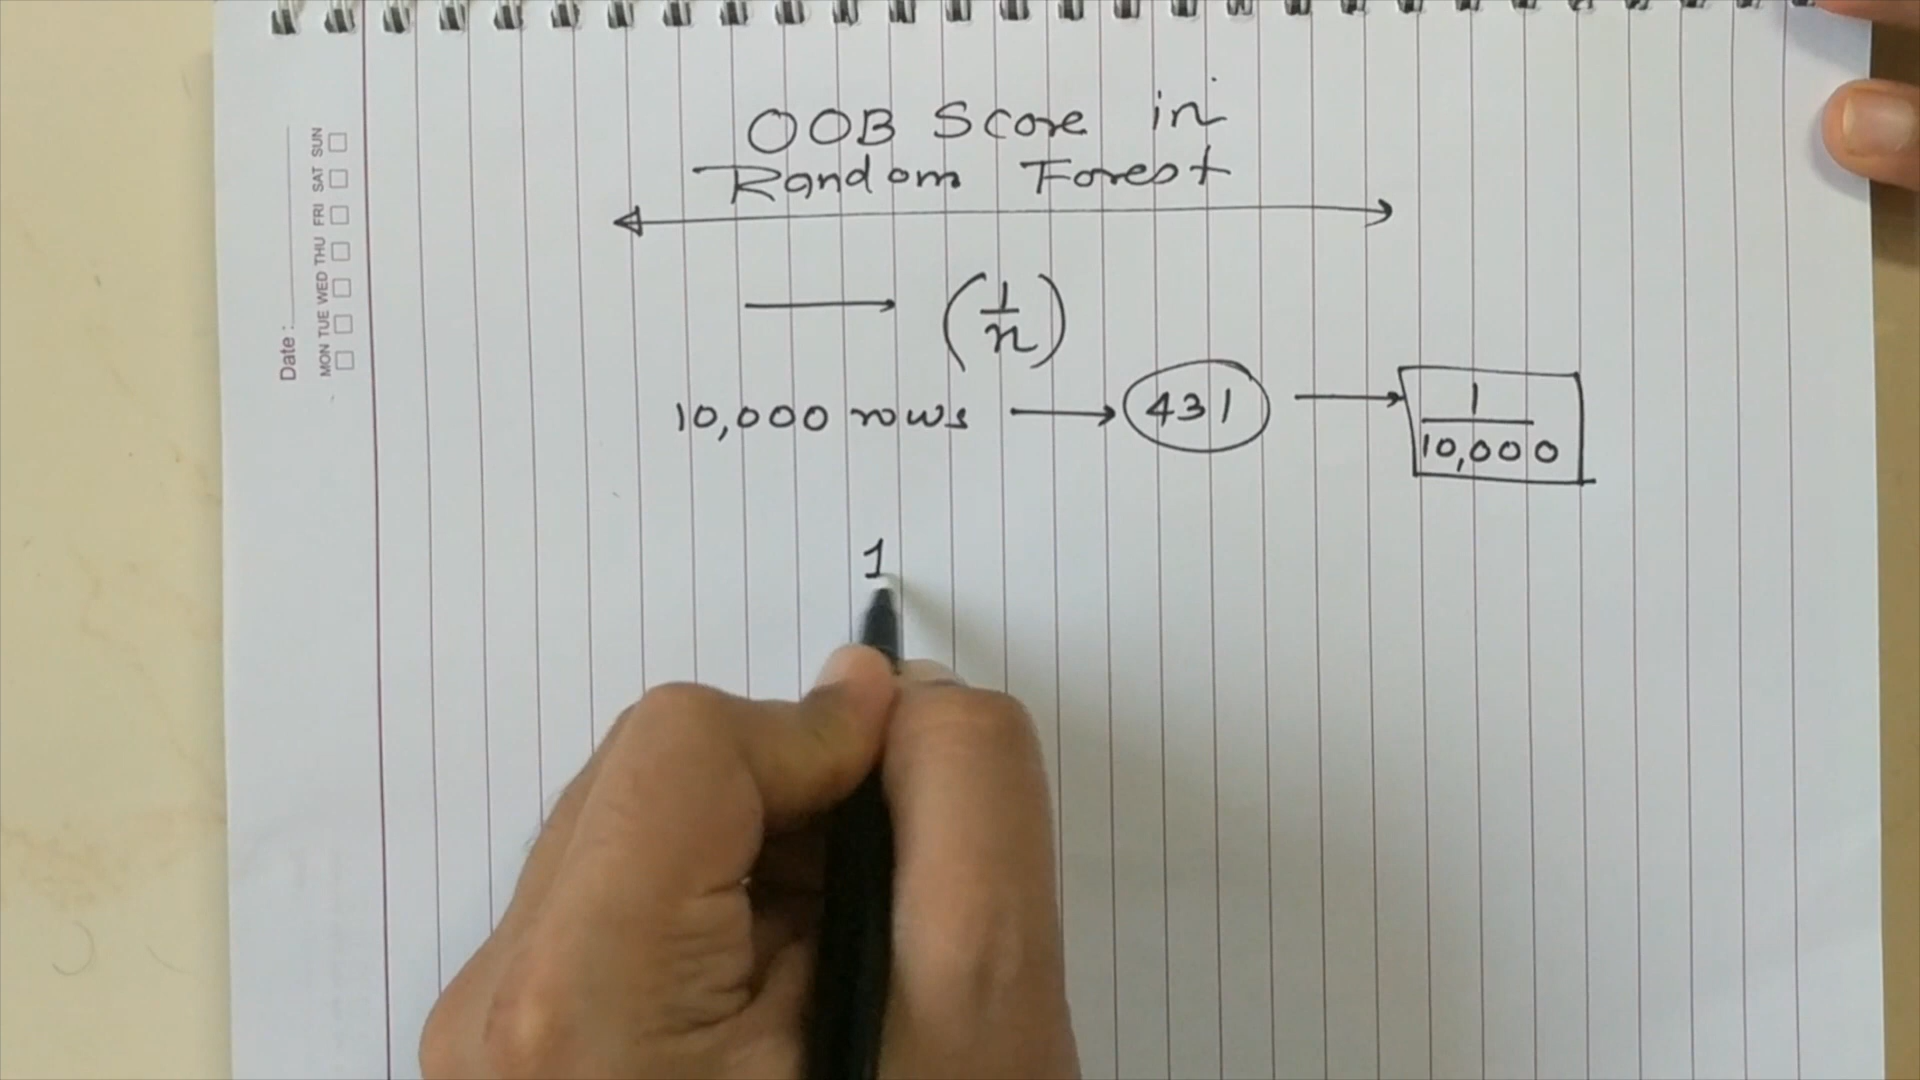 OOB Score in
Random Forest
(1/n)
10,000 rows → 431 → 1/10,000
1
Date :
MON TUE WED THU FRI SAT SUN